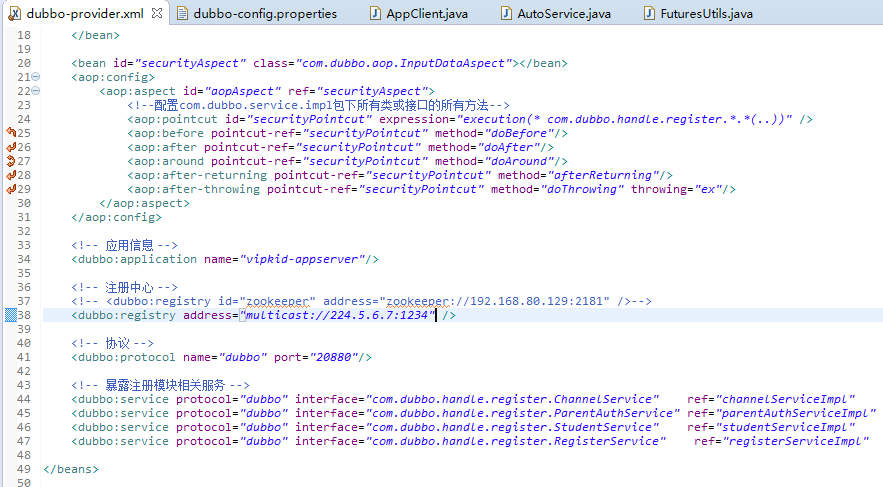 dubbo-provider.xml dubbo-config.properties AppClient.java AutoService.java FuturesUtils.java
18 </bean>
19
20 <bean id="securityAspect" class="com.dubbo.aop.InputDataAspect"></bean>
21 <aop:config>
22 <aop:aspect id="aopAspect" ref="securityAspect">
23 <!--配置com.dubbo.service.impl包下所有类或接口的所有方法-->
24 <aop:pointcut id="securityPointcut" expression="execution(* com.dubbo.handle.register.*.*(..))" />
25 <aop:before pointcut-ref="securityPointcut" method="doBefore"/>
26 <aop:after pointcut-ref="securityPointcut" method="doAfter"/>
27 <aop:around pointcut-ref="securityPointcut" method="doAround"/>
28 <aop:after-returning pointcut-ref="securityPointcut" method="afterReturning"/>
29 <aop:after-throwing pointcut-ref="securityPointcut" method="doThrowing" throwing="ex"/>
30 </aop:aspect>
31 </aop:config>
32
33 <!-- 应用信息 -->
34 <dubbo:application name="vipkid-appserver"/>
35
36 <!-- 注册中心 -->
37 <!-- <dubbo:registry id="zookeeper" address="zookeeper://192.168.80.129:2181" />-->
38 <dubbo:registry address="multicast://224.5.6.7:1234" />
39
40 <!-- 协议 -->
41 <dubbo:protocol name="dubbo" port="20880"/>
42
43 <!-- 暴露注册模块相关服务 -->
44 <dubbo:service protocol="dubbo" interface="com.dubbo.handle.register.ChannelService" ref="channelServiceImpl"
45 <dubbo:service protocol="dubbo" interface="com.dubbo.handle.register.ParentAuthService" ref="parentAuthServiceImpl"
46 <dubbo:service protocol="dubbo" interface="com.dubbo.handle.register.StudentService" ref="studentServiceImpl"
47 <dubbo:service protocol="dubbo" interface="com.dubbo.handle.register.RegisterService" ref="registerServiceImpl"
48
49 </beans>
50